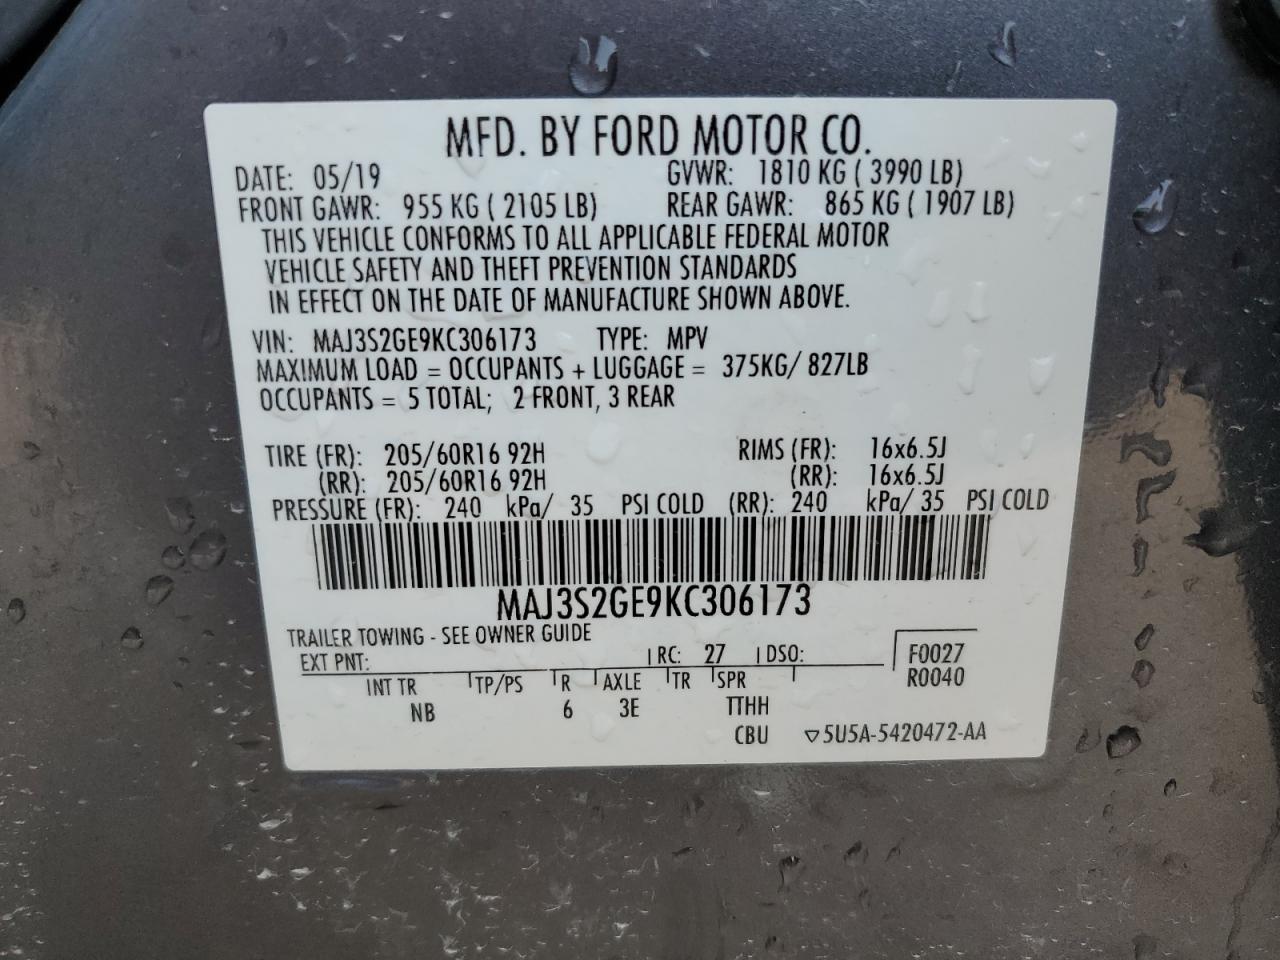 MFD. BY FORD MOTOR CO.
DATE: 05/19 GVWR: 1810 KG ( 3990 LB)
FRONT GAWR: 955 KG ( 2105 LB) REAR GAWR: 865 KG ( 1907 LB)
THIS VEHICLE CONFORMS TO ALL APPLICABLE FEDERAL MOTOR
VEHICLE SAFETY AND THEFT PREVENTION STANDARDS
IN EFFECT ON THE DATE OF MANUFACTURE SHOWN ABOVE.
VIN: MAJ3S2GE9KC306173 TYPE: MPV
MAXIMUM LOAD = OCCUPANTS + LUGGAGE = 375KG/ 827LB
OCCUPANTS = 5 TOTAL; 2 FRONT, 3 REAR
TIRE (FR): 205/60R16 92H RIMS (FR): 16x6.5J
(RR): 205/60R16 92H (RR): 16x6.5J
PRESSURE (FR): 240 kPa/ 35 PSI COLD (RR): 240 kPa/ 35 PSI COLD
MAJ3S2GE9KC306173
TRAILER TOWING - SEE OWNER GUIDE
EXT PNT: RC: 27 DSO: F0027
R0040
INT TR TP/PS R AXLE TR SPR
NB 6 3E TTHH
CBU ▽5U5A-5420472-AA